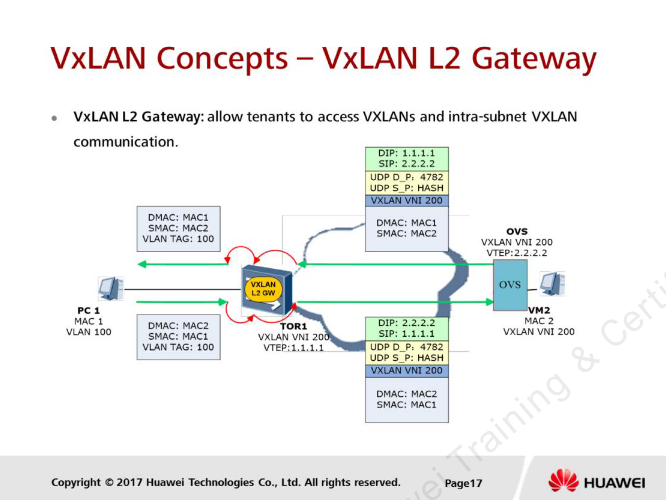 VxLAN Concepts – VxLAN L2 Gateway
VxLAN L2 Gateway: allow tenants to access VXLANs and intra-subnet VXLAN
communication.
DIP: 1.1.1.1
SIP: 2.2.2.2
UDP D_P: 4782
UDP S_P: HASH
VXLAN VNI 200
DMAC: MAC1
SMAC: MAC2
DMAC: MAC1
SMAC: MAC2
VLAN TAG: 100
OVS
VXLAN VNI 200
VTEP:2.2.2.2
VXLAN
L2 GW
OVS
PC 1
MAC 1
VLAN 100
DMAC: MAC2
SMAC: MAC1
VLAN TAG: 100
TOR1
VXLAN VNI 200
VTEP:1.1.1.1
DIP: 2.2.2.2
SIP: 1.1.1.1
UDP D_P: 4782
UDP S_P: HASH
VXLAN VNI 200
DMAC: MAC2
SMAC: MAC1
VM2
MAC 2
VXLAN VNI 200
Training & Certi
Copyright © 2017 Huawei Technologies Co., Ltd. All rights reserved.
Page17
HUAWEI